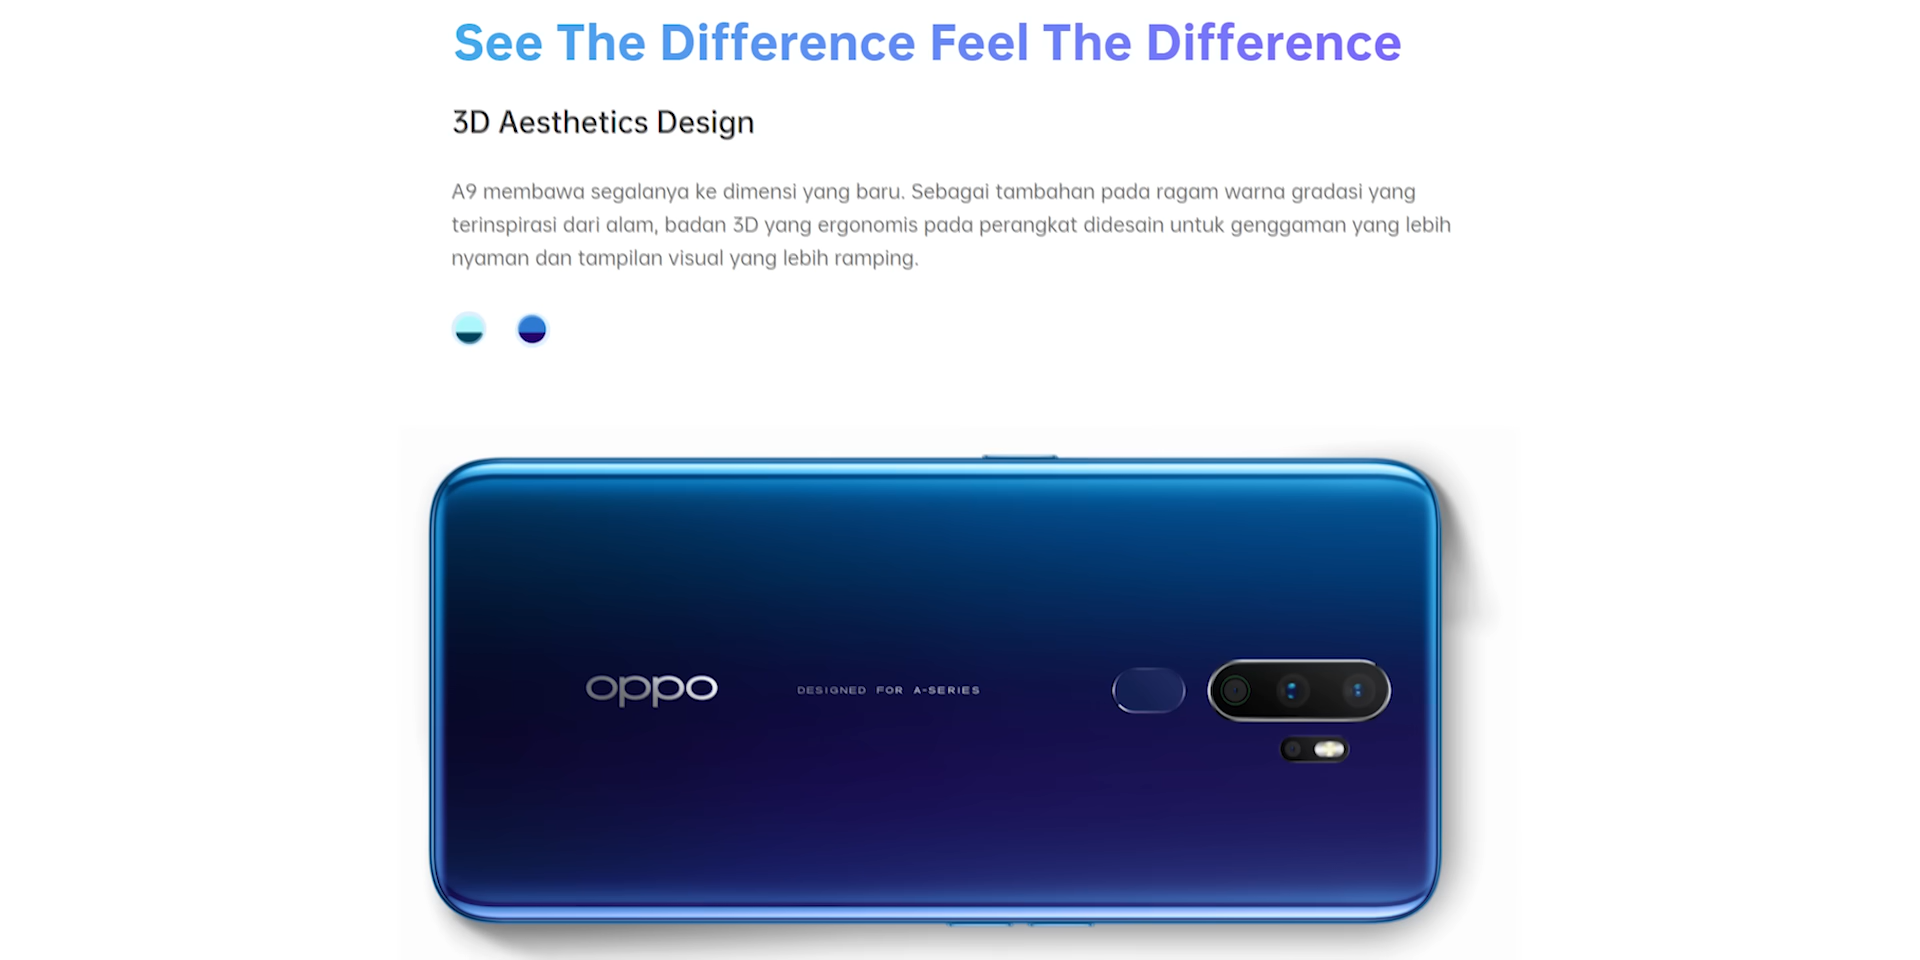 See The Difference Feel The Difference
3D Aesthetics Design
A9 membawa segalanya ke dimensi yang baru. Sebagai tambahan pada ragam warna gradasi yang
terinspirasi dari alam, badan 3D yang ergonomis pada perangkat didesain untuk genggaman yang lebih
nyaman dan tampilan visual yang lebih ramping.
oppo
DESIGNED FOR A-SERIES